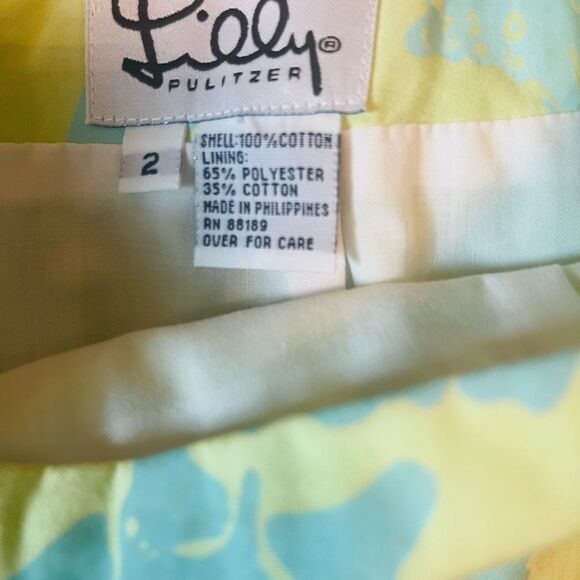 Lilly®
PULITZER
2
SHELL:100%COTTON
LINING:
65% POLYESTER
35% COTTON
MADE IN PHILIPPINES
RN 88189
OVER FOR CARE